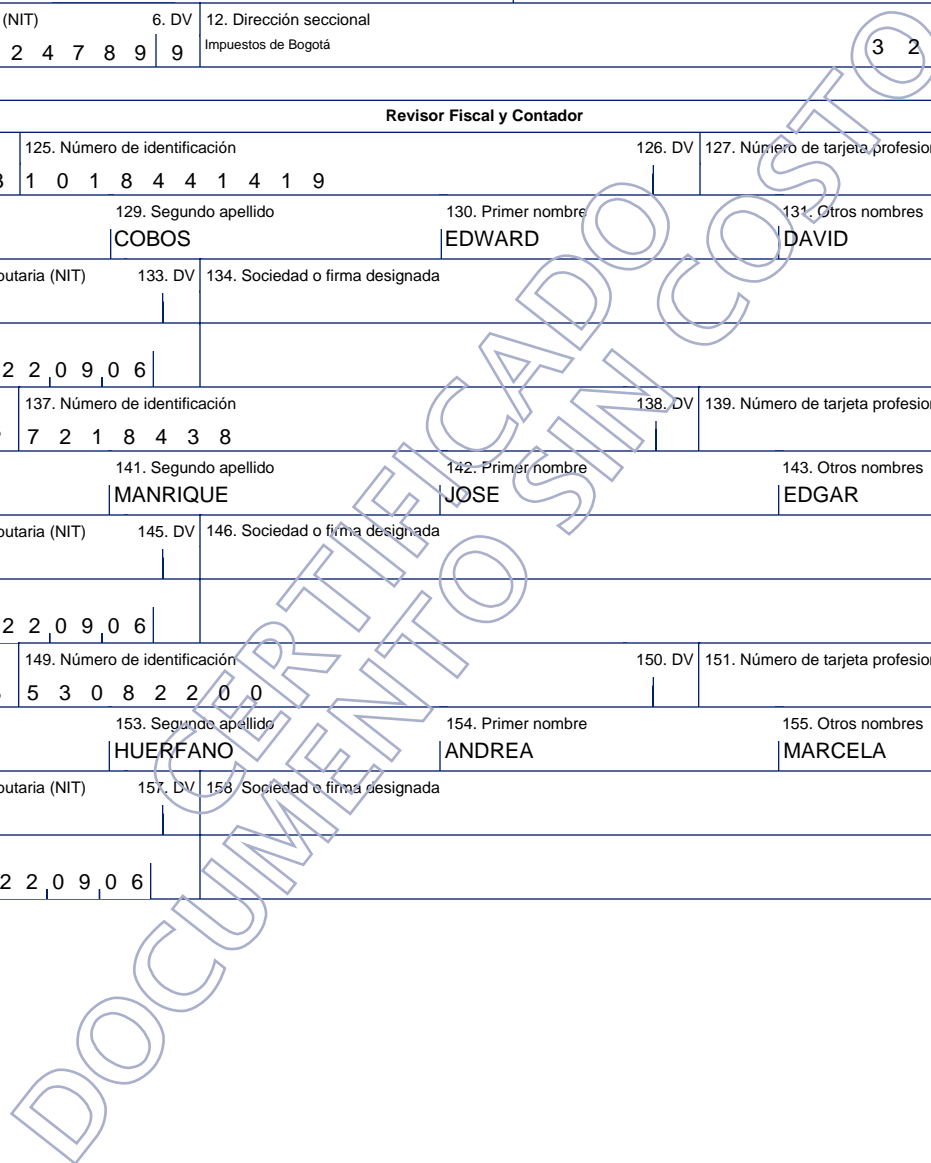 (NIT) 6. DV 12. Dirección seccional
2 4 7 8 9 9 Impuestos de Bogotá 3 2
Revisor Fiscal y Contador
125. Número de identificación 126. DV 127. Número de tarjeta profesion
1 0 1 8 4 4 1 4 1 9
129. Segundo apellido 130. Primer nombre 131. Otros nombres
COBOS EDWARD DAVID
butaria (NIT) 133. DV 134. Sociedad o firma designada
2 2 0 9 0 6
137. Número de identificación 138. DV 139. Número de tarjeta profesion
7 2 1 8 4 3 8
141. Segundo apellido 142. Primer nombre 143. Otros nombres
MANRIQUE JOSE EDGAR
butaria (NIT) 145. DV 146. Sociedad o firma designada
2 2 0 9 0 6
149. Número de identificación 150. DV 151. Número de tarjeta profesion
5 3 0 8 2 2 0 0
153. Segundo apellido 154. Primer nombre 155. Otros nombres
HUERFANO ANDREA MARCELA
butaria (NIT) 157. DV 158. Sociedad o firma designada
2 2 0 9 0 6
CERTIFICADO
DOCUMENTO SIN COSTO